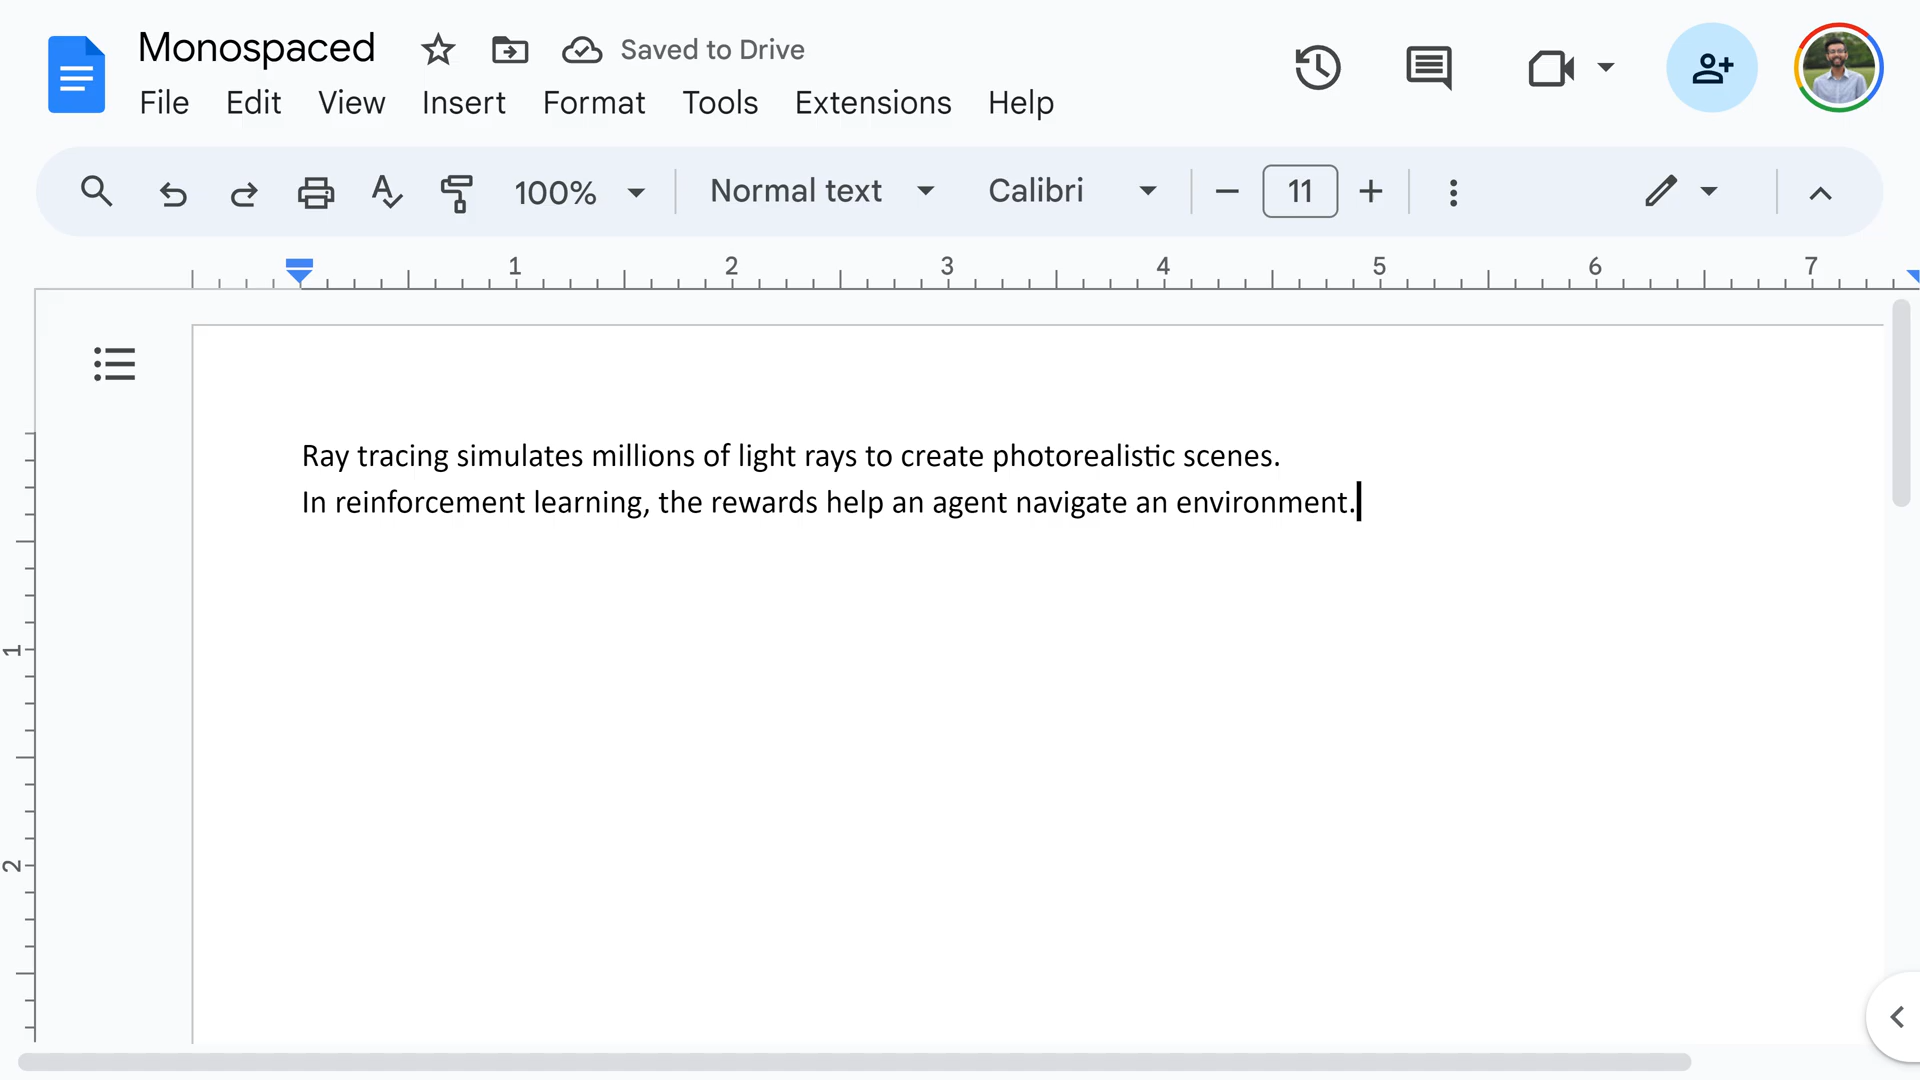 Monospaced
Saved to Drive
File Edit View Insert Format Tools Extensions Help
100% Normal text Calibri 11
1 2 3 4 5 6 7
Ray tracing simulates millions of light rays to create photorealistic scenes.
In reinforcement learning, the rewards help an agent navigate an environment.
1
2